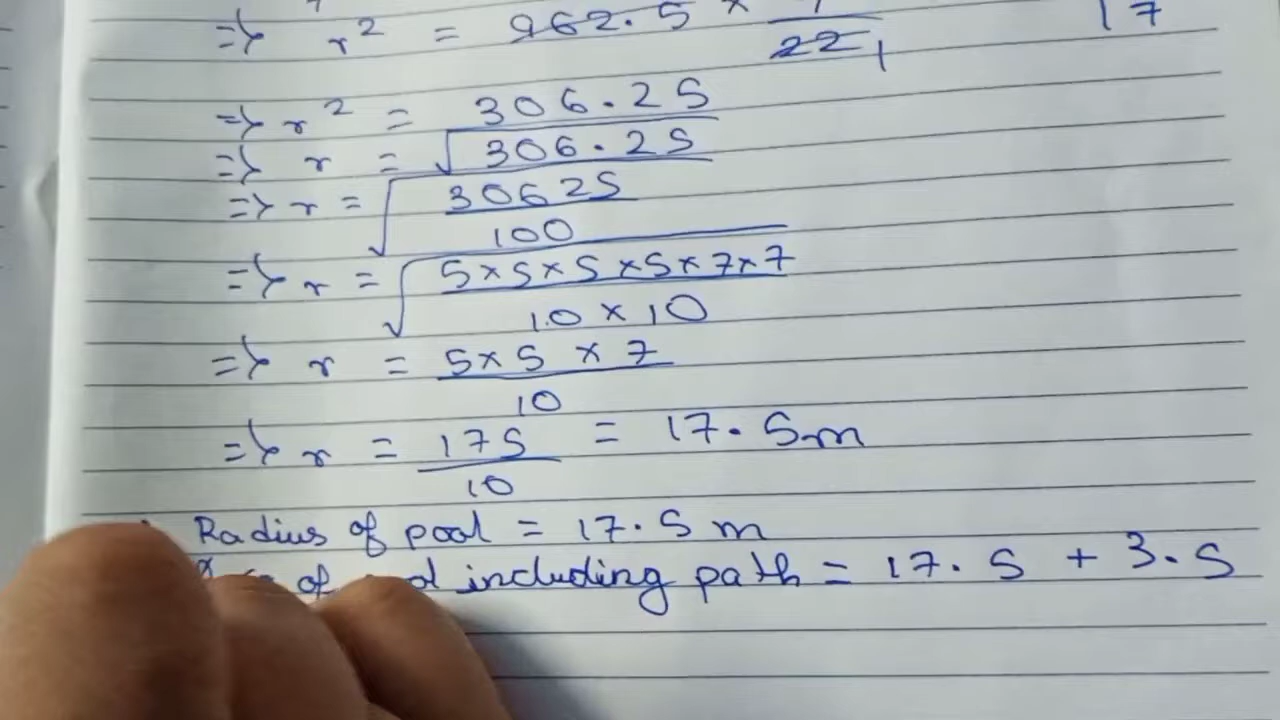 => r² = 962.5 × 7/22 1 17
=> r² = 306.25
=> r = √306.25
=> r = √(30625/100)
=> r = √(5×5×5×5×7×7/10×10)
=> r = 5×5×7/10
=> r = 175/10 = 17.5m
Radius of pool = 17.5 m
of including path = 17.5 + 3.5